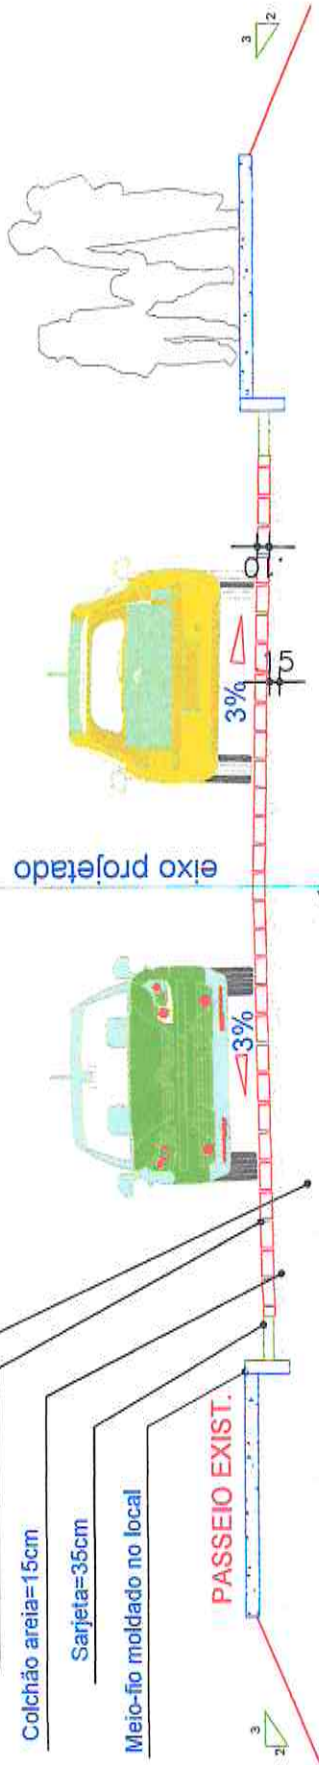 Colchão areia=15cm
Sarjeta=35cm
Meio-fio moldado no local
PASSEIO EXIST.
eixo projetado
3%
3%
15
3
2
3
2